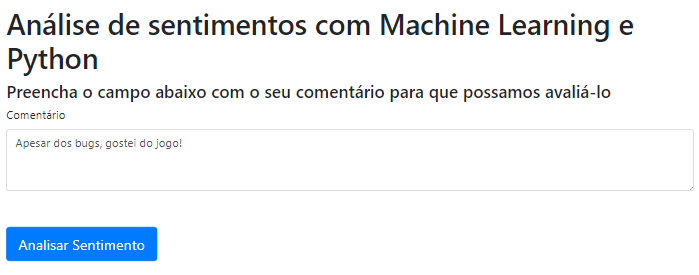 Análise de sentimentos com Machine Learning e
Python
Preencha o campo abaixo com o seu comentário para que possamos avaliá-lo
Comentário
Apesar dos bugs, gostei do jogo!
Analisar Sentimento